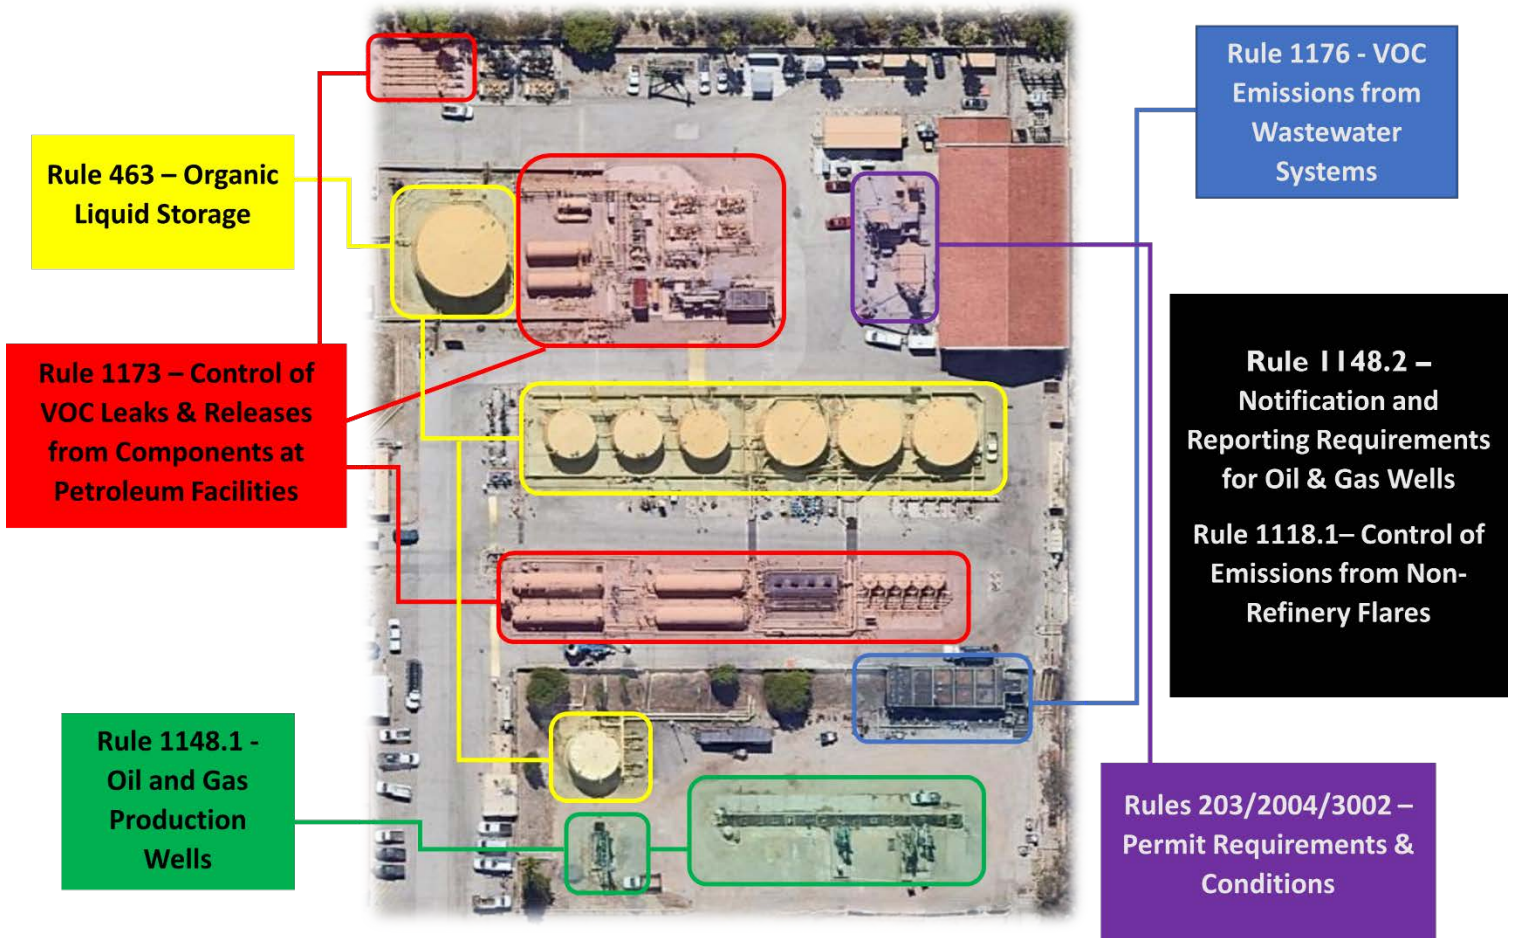 Rule 463 – Organic
Liquid Storage
Rule 1173 – Control of
VOC Leaks & Releases
from Components at
Petroleum Facilities
Rule 1148.1 -
Oil and Gas
Production
Wells
Rule 1176 - VOC
Emissions from
Wastewater
Systems
Rule 1148.2 –
Notification and
Reporting Requirements
for Oil & Gas Wells
Rule 1118.1– Control of
Emissions from Non-
Refinery Flares
Rules 203/2004/3002 –
Permit Requirements &
Conditions